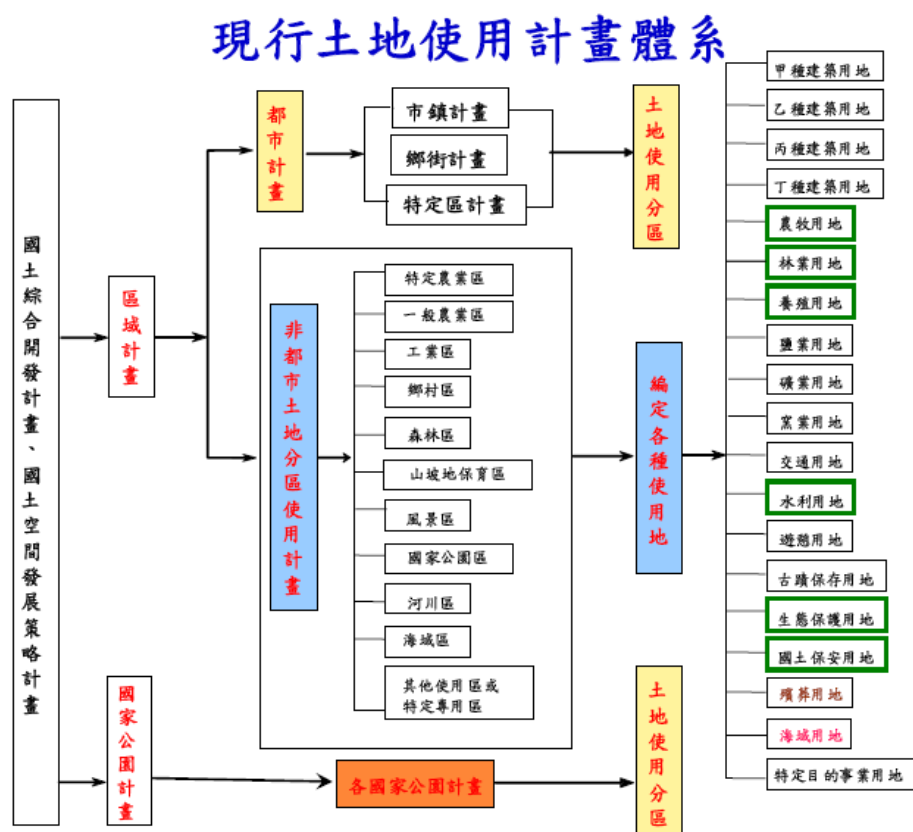 現行土地使用計畫體系
國土綜合開發計畫、國土空間發展策略計畫
區域計畫
國家公園計畫
都市計畫
市鎮計畫
鄉街計畫
特定區計畫
土地使用分區
非都市土地分區使用計畫
特定農業區
一般農業區
工業區
鄉村區
森林區
山坡地保育區
風景區
國家公園區
河川區
海域區
其他使用區或
特定專用區
編定各種使用地
各國家公園計畫
土地使用分區
甲種建築用地
乙種建築用地
丙種建築用地
丁種建築用地
農牧用地
林業用地
養殖用地
鹽業用地
礦業用地
窯業用地
交通用地
水利用地
遊憩用地
古蹟保存用地
生態保護用地
國土保安用地
殯葬用地
海域用地
特定目的事業用地